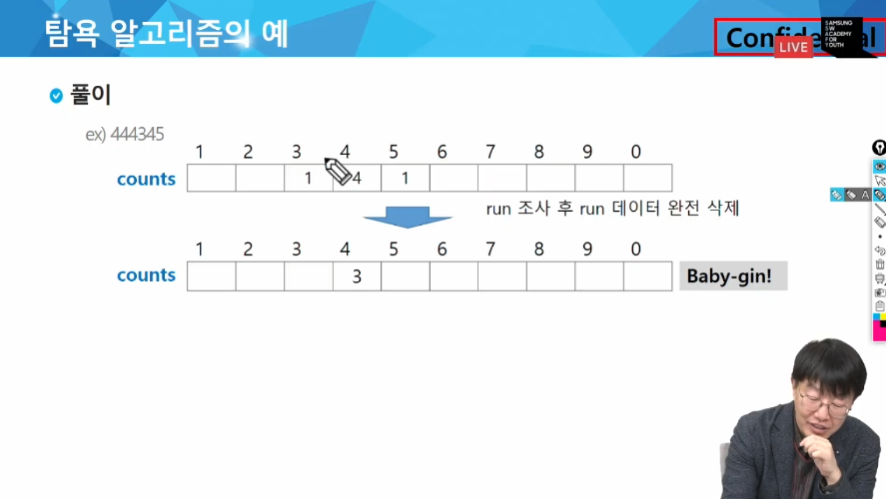 탐욕 알고리즘의 예
LIVE
SAMSUNG
SW
ACADEMY
FOR
YOUTH
풀이
ex) 444345
1 2 3 4 5 6 7 8 9 0
counts 1 4 1
run 조사 후 run 데이터 완전 삭제
1 2 3 4 5 6 7 8 9 0
counts 3 Baby-gin!
A